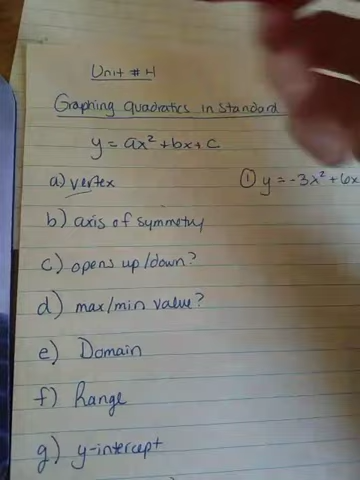 Unit #4
Graphing quadratics in standard
y = ax² + bx + c
a) vertex
① y = -3x² + 6x
b) axis of symmetry
c) opens up/down?
d) max/min value?
e) Domain
f) Range
g) y-intercept